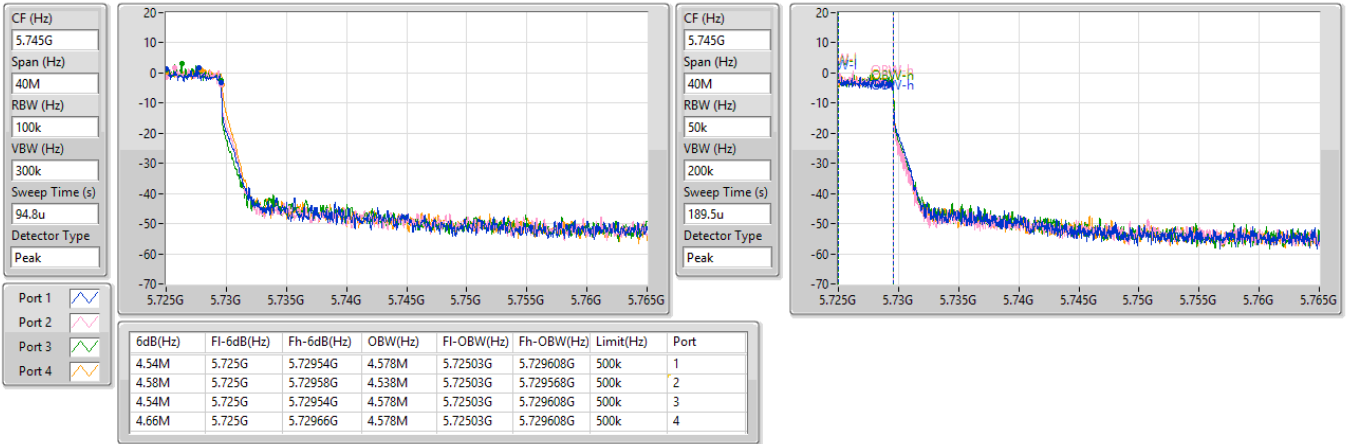 CF (Hz)
5.745G
Span (Hz)
40M
RBW (Hz)
100k
VBW (Hz)
300k
Sweep Time (s)
94.8u
Detector Type
Peak
20
10
0
-10
-20
-30
-40
-50
-60
-70
5.725G 5.73G 5.735G 5.74G 5.745G 5.75G 5.755G 5.76G 5.765G
CF (Hz)
5.745G
Span (Hz)
40M
RBW (Hz)
50k
VBW (Hz)
200k
Sweep Time (s)
189.5u
Detector Type
Peak
20
10
0
-10
-20
-30
-40
-50
-60
-70
OBW-h
5.725G 5.73G 5.735G 5.74G 5.745G 5.75G 5.755G 5.76G 5.765G
Port 1
Port 2
Port 3
Port 4
6dB(Hz) Fl-6dB(Hz) Fh-6dB(Hz) OBW(Hz) Fl-OBW(Hz) Fh-OBW(Hz) Limit(Hz) Port
4.54M 5.725G 5.72954G 4.578M 5.72503G 5.729608G 500k 1
4.58M 5.725G 5.72958G 4.538M 5.72503G 5.729568G 500k 2
4.54M 5.725G 5.72954G 4.578M 5.72503G 5.729608G 500k 3
4.66M 5.725G 5.72966G 4.578M 5.72503G 5.729608G 500k 4